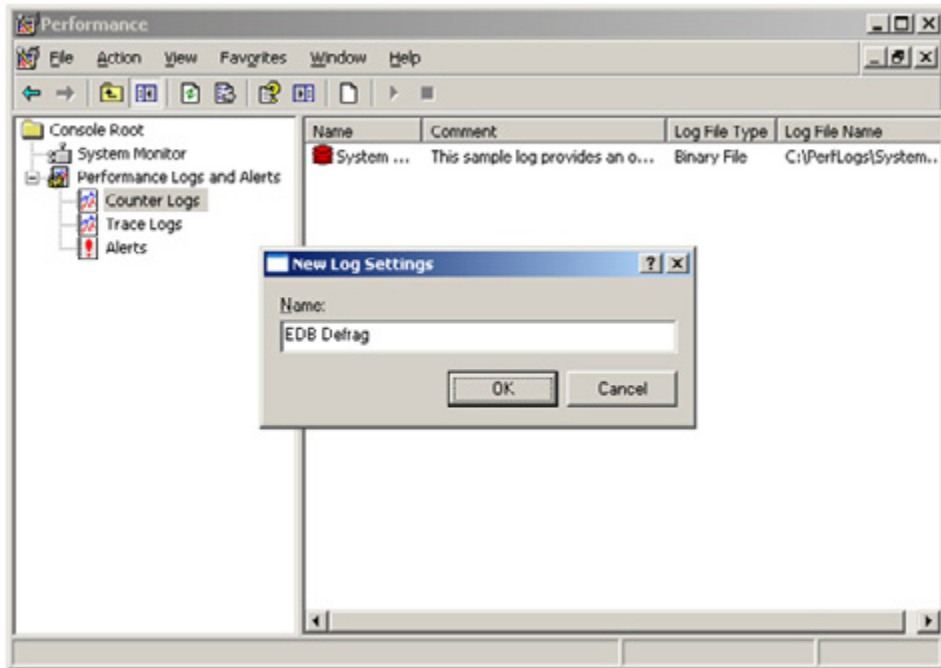 Performance
File Action View Favorites Window Help
Console Root
System Monitor
Performance Logs and Alerts
Counter Logs
Trace Logs
Alerts
Name Comment Log File Type Log File Name
System ... This sample log provides an o... Binary File C:\PerfLogs\System...
New Log Settings
Name:
EDB Defrag
OK Cancel